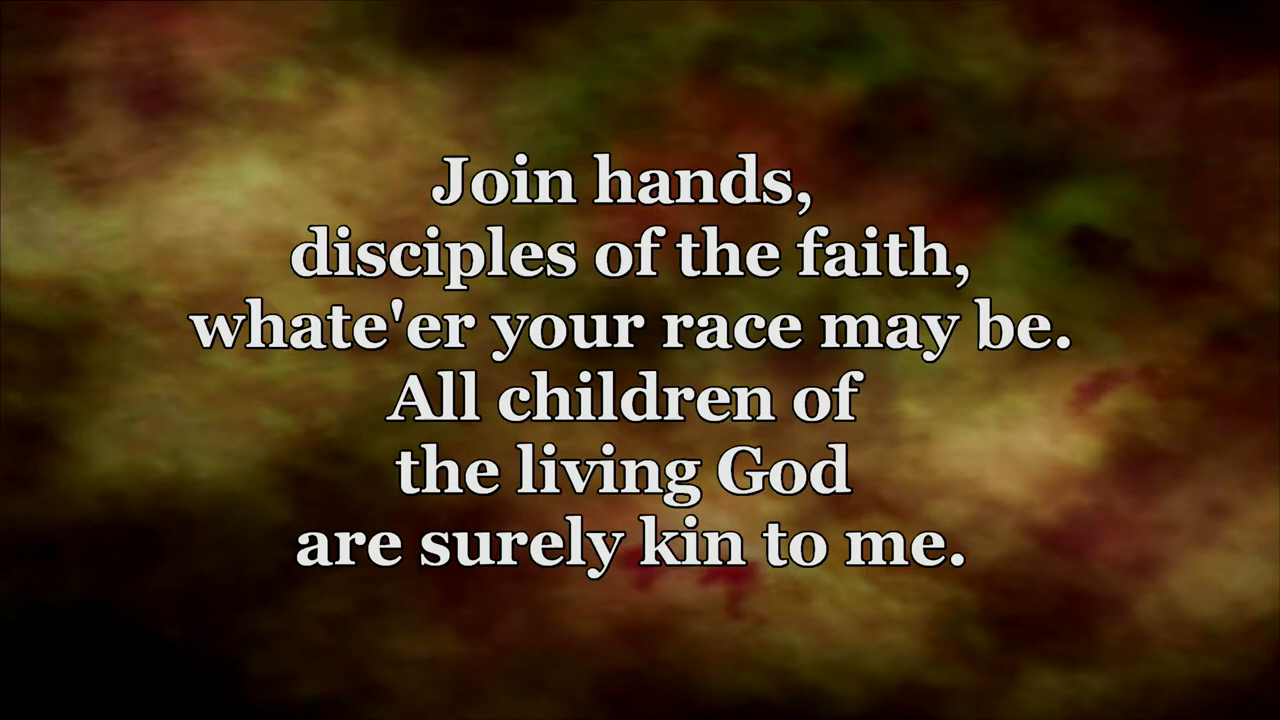 Join hands,
disciples of the faith,
whate'er your race may be.
All children of
the living God
are surely kin to me.